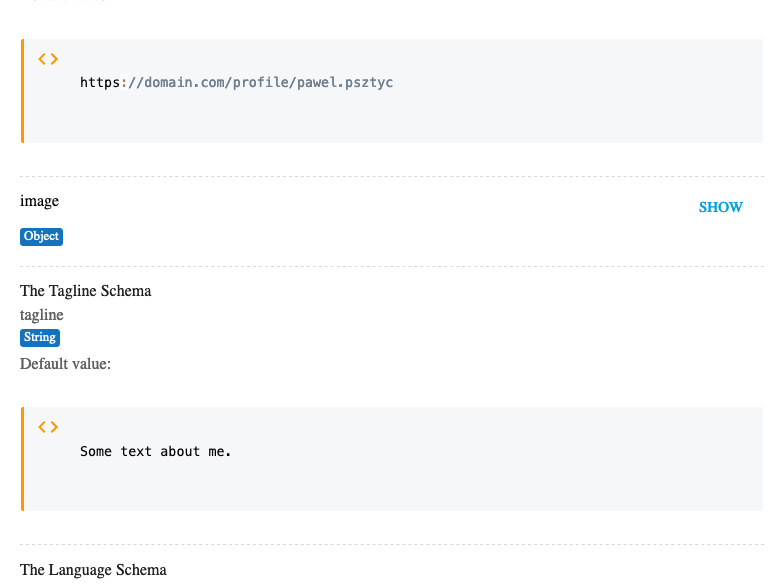 https://domain.com/profile/pawel.psztyc
image
SHOW
Object
The Tagline Schema
tagline
String
Default value:
Some text about me.
The Language Schema